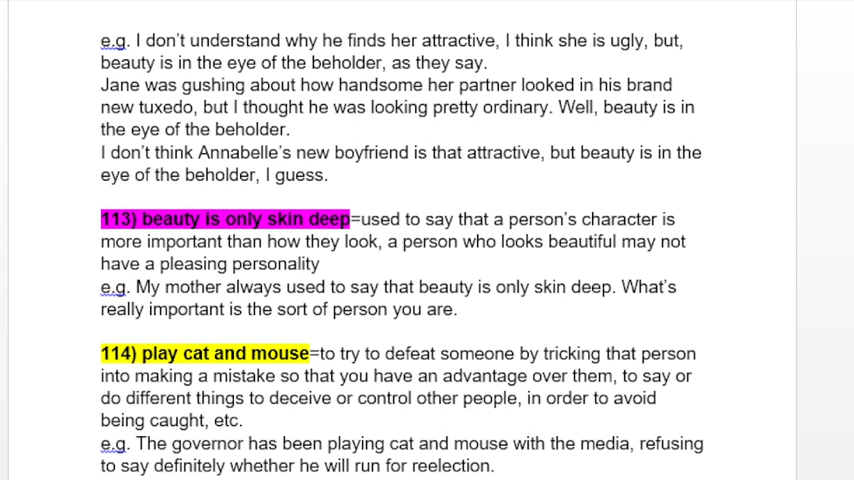 e.g. I don't understand why he finds her attractive, I think she is ugly, but,
beauty is in the eye of the beholder, as they say.
Jane was gushing about how handsome her partner looked in his brand
new tuxedo, but I thought he was looking pretty ordinary. Well, beauty is in
the eye of the beholder.
I don't think Annabelle's new boyfriend is that attractive, but beauty is in the
eye of the beholder, I guess.
113) beauty is only skin deep=used to say that a person's character is
more important than how they look, a person who looks beautiful may not
have a pleasing personality
e.g. My mother always used to say that beauty is only skin deep. What's
really important is the sort of person you are.
114) play cat and mouse=to try to defeat someone by tricking that person
into making a mistake so that you have an advantage over them, to say or
do different things to deceive or control other people, in order to avoid
being caught, etc.
e.g. The governor has been playing cat and mouse with the media, refusing
to say definitely whether he will run for reelection.